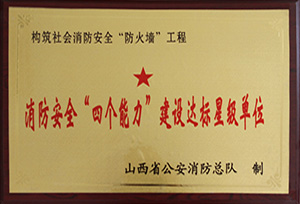 构筑社会消防安全“防火墙”工程
消防安全“四个能力”建设达标星级单位
山西省公安消防总队 制